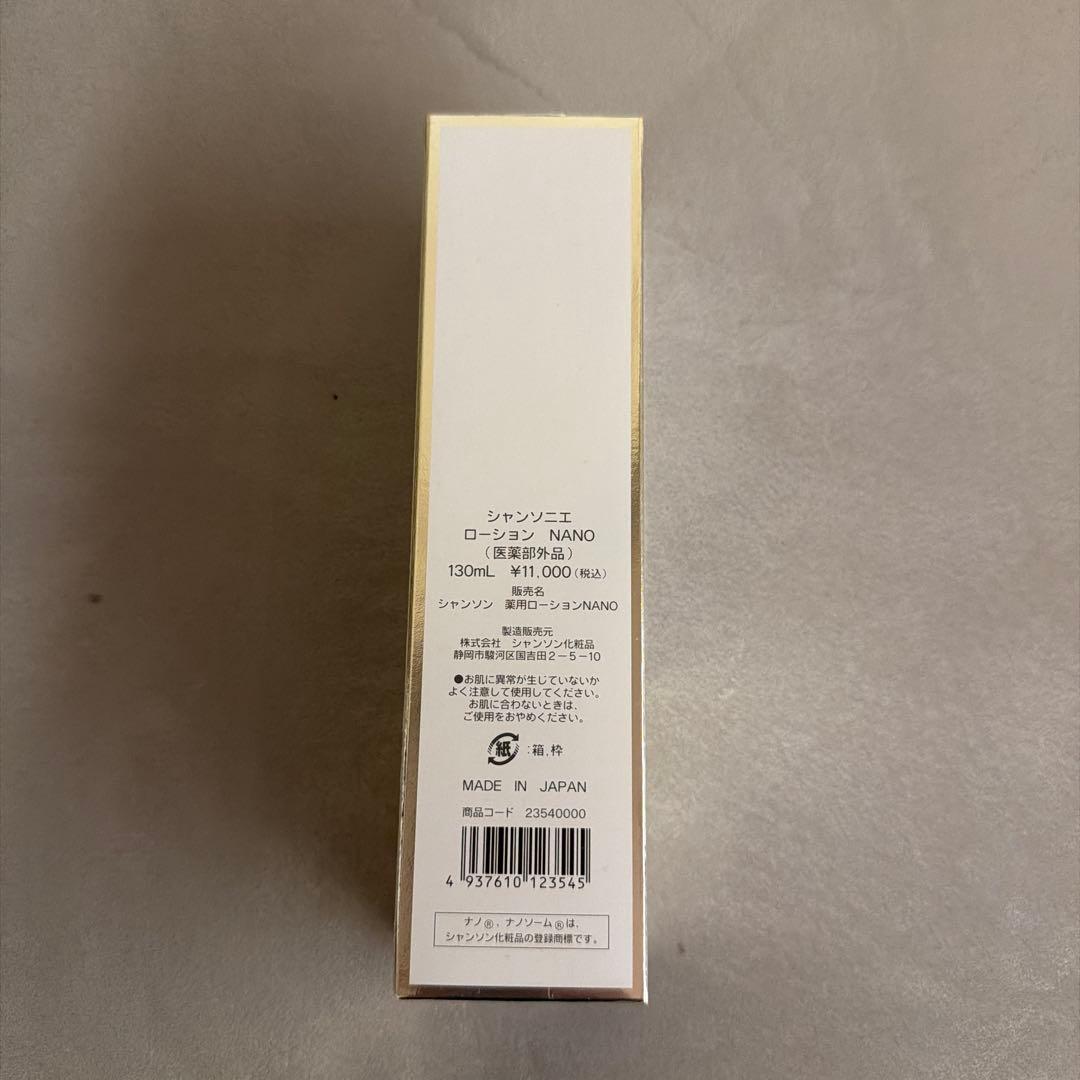 シャンソニエ
ローション NANO
（医薬部外品）
130mL ¥11,000（税込）
販売名
シャンソン 薬用ローションNANO
製造販売元
株式会社 シャンソン化粧品
静岡市駿河区国吉田2−5−10
●お肌に異常が生じていないか
よく注意して使用してください。
お肌に合わないときは、
ご使用をおやめください。
紙 :箱,枠
MADE IN JAPAN
商品コード 23540000
4 937610 123545
ナノ®, ナノソーム®は,
シャンソン化粧品の登録商標です。